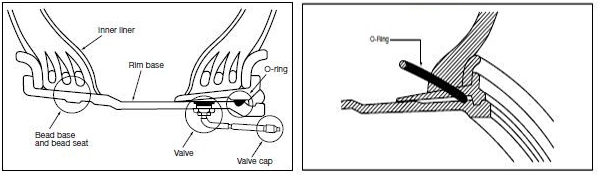 Inner liner
Rim base
O-ring
Bead base
and bead seat
Valve
Valve cap
O-Ring